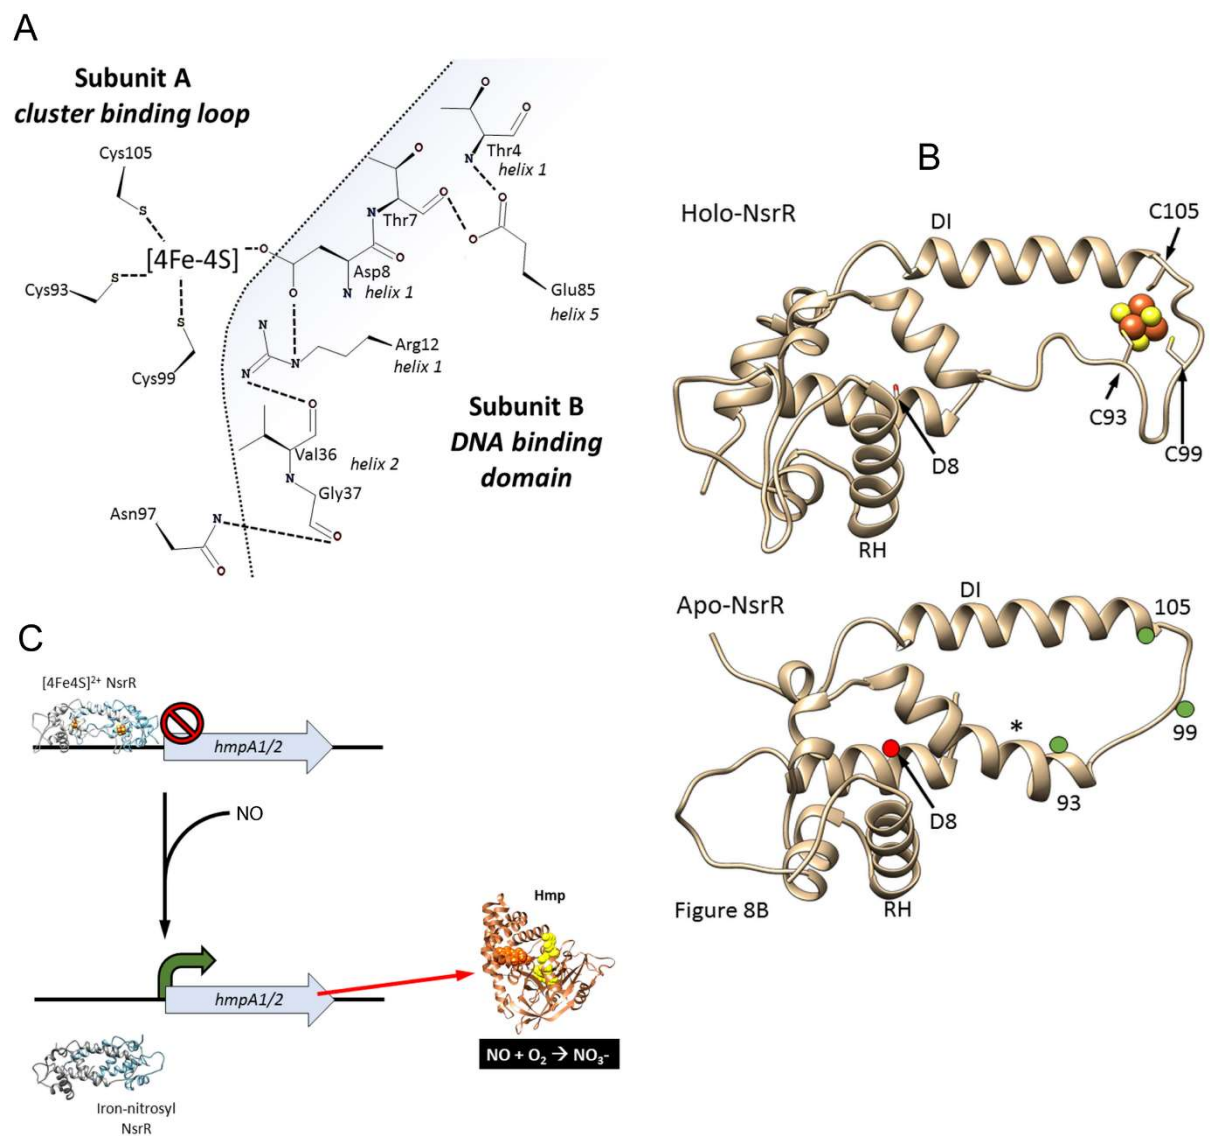 A
Subunit A
cluster binding loop
Cys105
S
[4Fe-4S]
Cys93
S
S
Cys99
O
O
O
Thr4
N
helix 1
O
O
N
Thr7
O
O
O
Asp8
helix 1
N
O
Glu85
helix 5
N
N
N
Arg12
helix 1
O
Val36
helix 2
N
Gly37
O
Asn97
N
O
Subunit B
DNA binding
domain
B
Holo-NsrR
DI
C105
C93
C99
D8
RH
Apo-NsrR
DI
105
*
99
93
D8
RH
Figure 8B
C
[4Fe4S]²⁺ NsrR
hmpA1/2
NO
hmpA1/2
Hmp
NO + O₂ → NO₃-
Iron-nitrosyl
NsrR